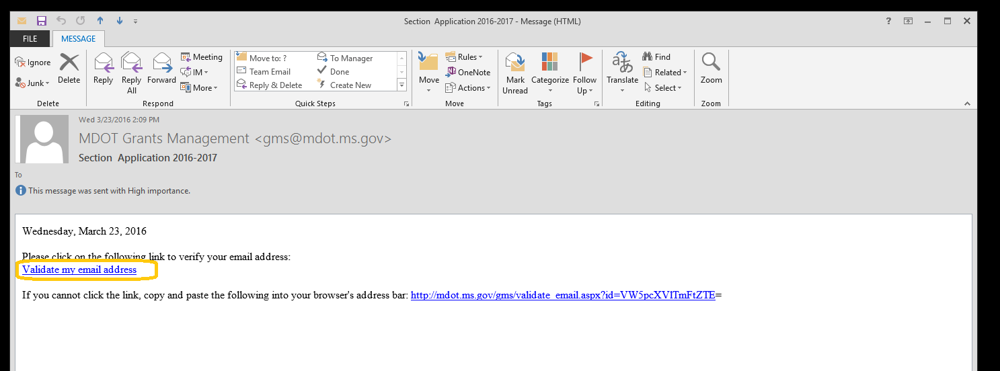 Section  Application 2016-2017 - Message (HTML)
?
FILE
MESSAGE
Ignore
Junk
Delete
Delete
Reply
Reply All
Forward
Meeting
IM
More
Respond
Move to: ?
Team Email
Reply & Delete
To Manager
Done
Create New
Quick Steps
Move
Rules
OneNote
Actions
Move
Mark Unread
Categorize
Follow Up
Tags
Translate
Find
Related
Select
Editing
Zoom
Zoom
Wed 3/23/2016 2:09 PM
MDOT Grants Management <gms@mdot.ms.gov>
Section  Application 2016-2017
To
This message was sent with High importance.
Wednesday, March 23, 2016
Please click on the following link to verify your email address:
Validate my email address
If you cannot click the link, copy and paste the following into your browser's address bar: http://mdot.ms.gov/gms/validate_email.aspx?id=VW5pcXVlTmFtZTE=